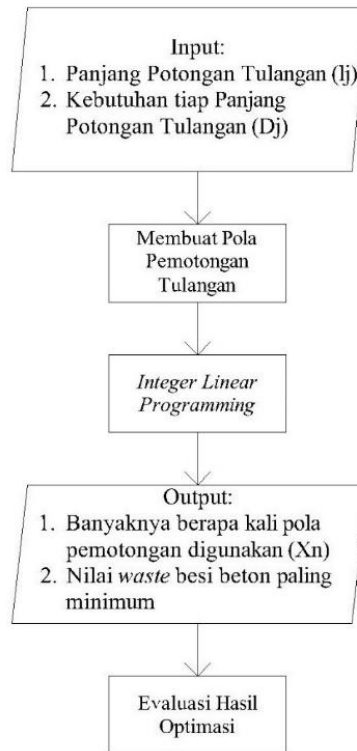 Input:
1. Panjang Potongan Tulangan (lj)
2. Kebutuhan tiap Panjang
Potongan Tulangan (Dj)
Membuat Pola
Pemotongan
Tulangan
Integer Linear
Programming
Output:
1. Banyaknya berapa kali pola
pemotongan digunakan (Xn)
2. Nilai waste besi beton paling
minimum
Evaluasi Hasil
Optimasi